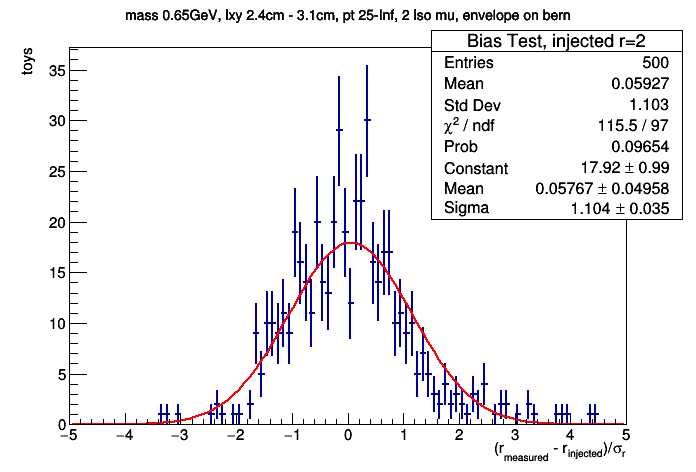 mass 0.65GeV, lxy 2.4cm - 3.1cm, pt 25-Inf, 2 Iso mu, envelope on bern
toys
Bias Test, injected r=2
Entries 500
Mean 0.05927
Std Dev 1.103
χ² / ndf 115.5 / 97
Prob 0.09654
Constant 17.92 ± 0.99
Mean 0.05767 ± 0.04958
Sigma 1.104 ± 0.035
35
30
25
20
15
10
5
0
−5 −4 −3 −2 −1 0 1 2 3 4 5
(r_measured - r_injected)/σ_r